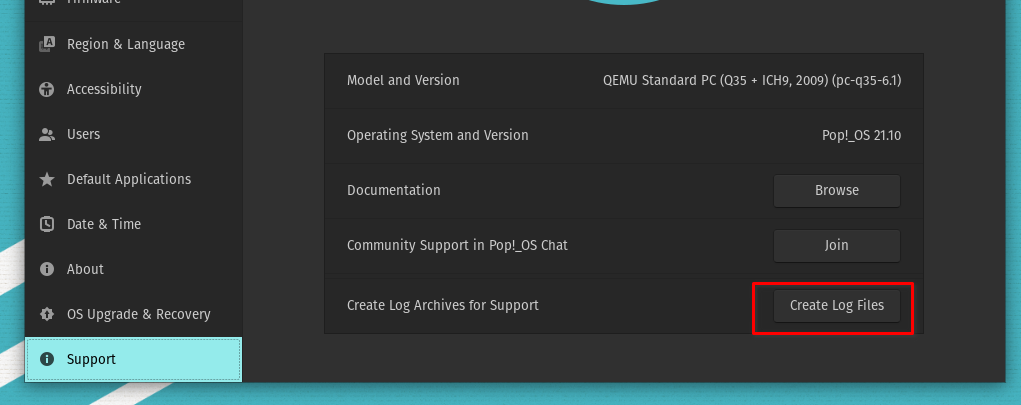 Firmware
Region & Language
Accessibility
Users
Default Applications
Date & Time
About
OS Upgrade & Recovery
Support
Model and Version QEMU Standard PC (Q35 + ICH9, 2009) (pc-q35-6.1)
Operating System and Version Pop!_OS 21.10
Documentation Browse
Community Support in Pop!_OS Chat Join
Create Log Archives for Support Create Log Files